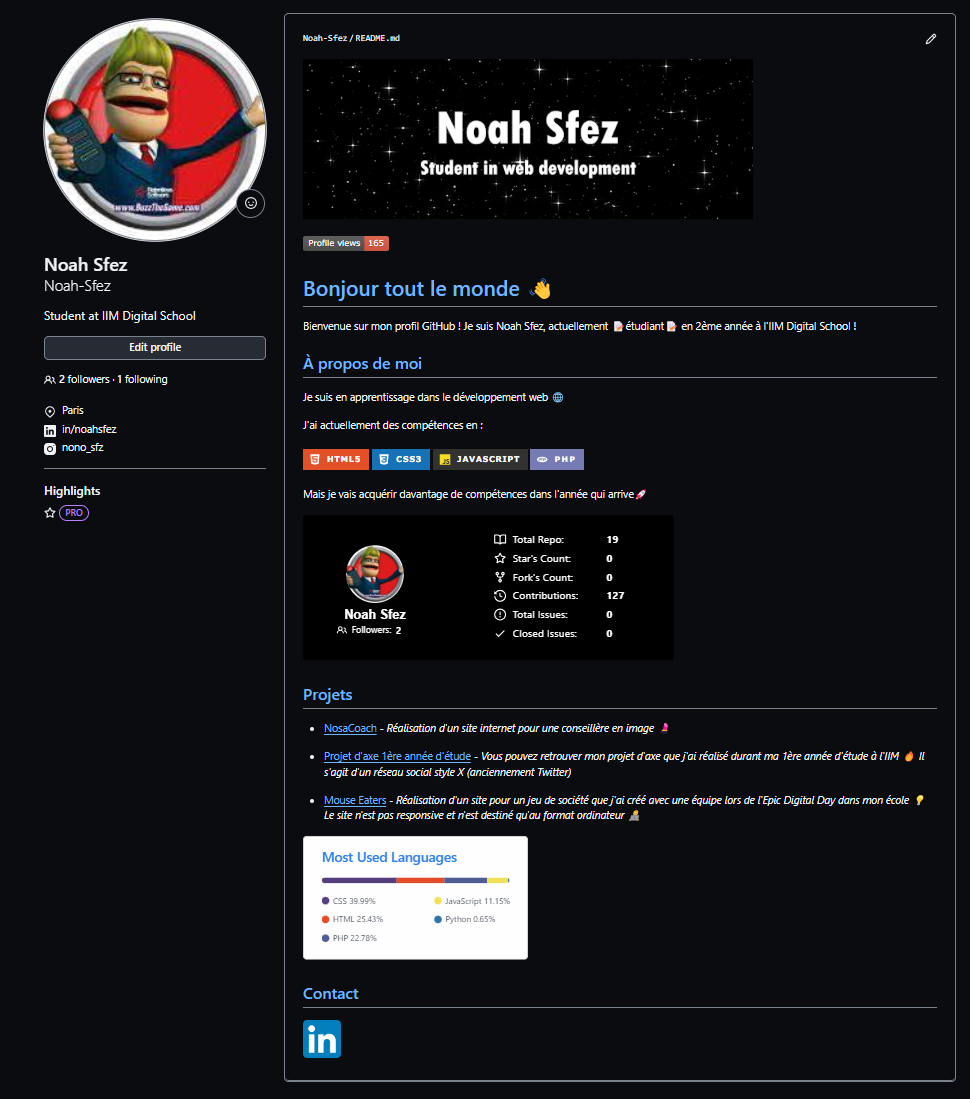 www.BuzzTheGame.com
Noah Sfez
Noah-Sfez
Student at IIM Digital School
Edit profile
2 followers · 1 following
Paris
in/noahsfez
nono_sfz
Highlights
PRO
Noah-Sfez / README.md
Noah Sfez
Student in web development
Profile views 165
Bonjour tout le monde 👋
Bienvenue sur mon profil GitHub ! Je suis Noah Sfez, actuellement 📝étudiant📝 en 2ème année à l'IIM Digital School !
À propos de moi
Je suis en apprentissage dans le développement web 🌐
J'ai actuellement des compétences en :
HTML5 CSS3 JS JAVASCRIPT php PHP
Mais je vais acquérir davantage de compétences dans l'année qui arrive🚀
Noah Sfez
Followers: 2
Total Repo: 19
Star's Count: 0
Fork's Count: 0
Contributions: 127
Total Issues: 0
Closed Issues: 0
Projets
NosaCoach - Réalisation d'un site internet pour une conseillère en image 💃
Projet d'axe 1ère année d'étude - Vous pouvez retrouver mon projet d'axe que j'ai réalisé durant ma 1ère année d'étude à l'IIM 🔥 Il
s'agit d'un réseau social style X (anciennement Twitter)
Mouse Eaters - Réalisation d'un site pour un jeu de société que j'ai créé avec une équipe lors de l'Epic Digital Day dans mon école 💡
Le site n'est pas responsive et n'est destiné qu'au format ordinateur 🧑‍💻
Most Used Languages
CSS 39.99%
HTML 25.43%
PHP 22.78%
JavaScript 11.15%
Python 0.65%
Contact
in